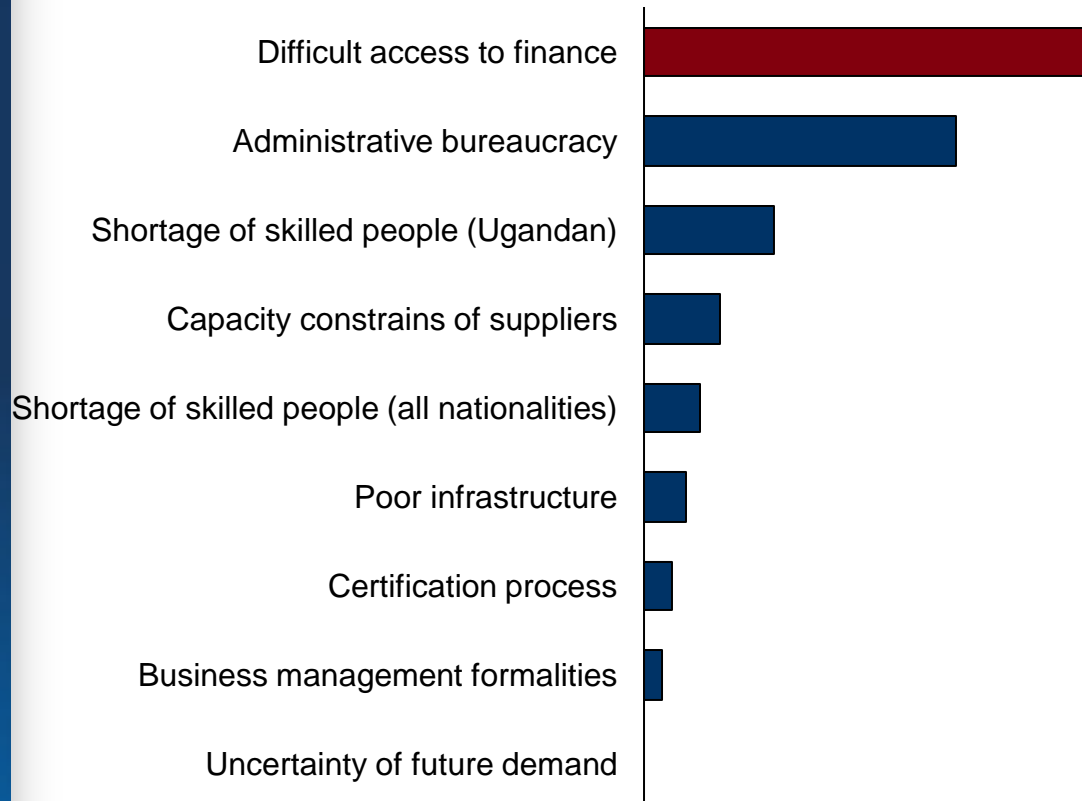 Difficult access to finance
Administrative bureaucracy
Shortage of skilled people (Ugandan)
Capacity constrains of suppliers
Shortage of skilled people (all nationalities)
Poor infrastructure
Certification process
Business management formalities
Uncertainty of future demand